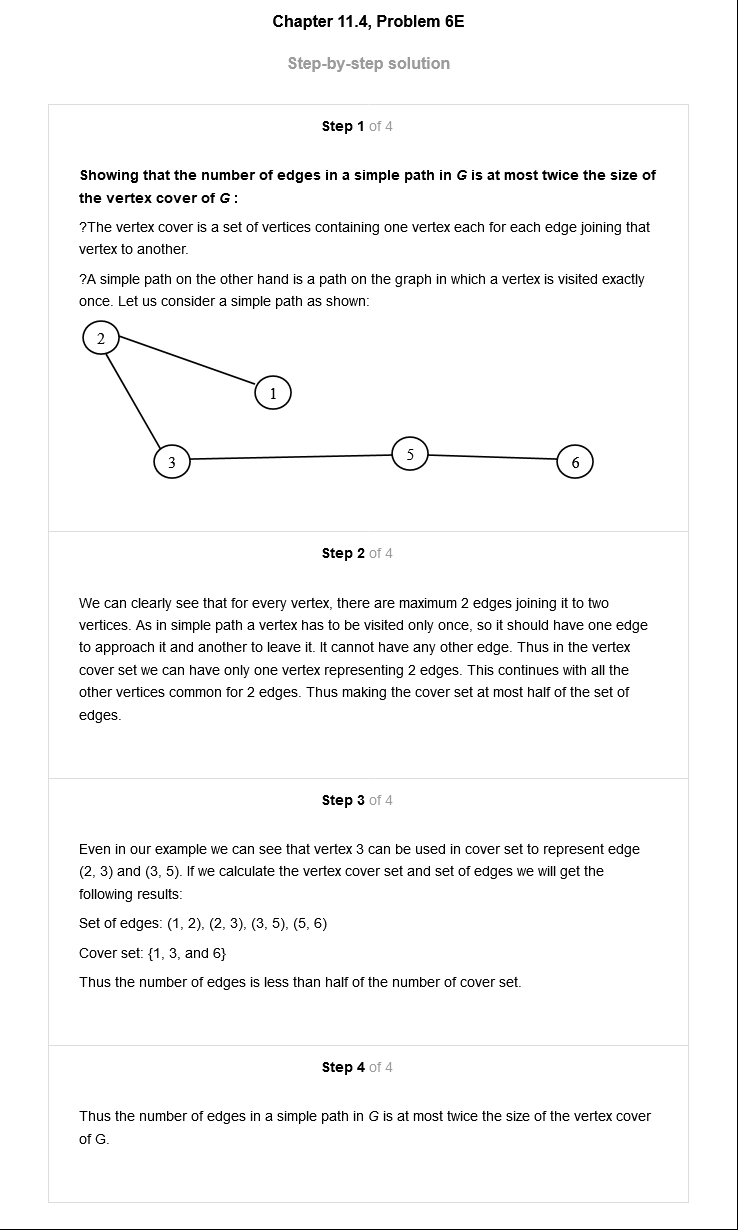 Chapter 11.4, Problem 6E
Step-by-step solution
Step 1 of 4
Showing that the number of edges in a simple path in G is at most twice the size of
the vertex cover of G :
?The vertex cover is a set of vertices containing one vertex each for each edge joining that
vertex to another.
?A simple path on the other hand is a path on the graph in which a vertex is visited exactly
once. Let us consider a simple path as shown:
2
1
3
5
6
Step 2 of 4
We can clearly see that for every vertex, there are maximum 2 edges joining it to two
vertices. As in simple path a vertex has to be visited only once, so it should have one edge
to approach it and another to leave it. It cannot have any other edge. Thus in the vertex
cover set we can have only one vertex representing 2 edges. This continues with all the
other vertices common for 2 edges. Thus making the cover set at most half of the set of
edges.
Step 3 of 4
Even in our example we can see that vertex 3 can be used in cover set to represent edge
(2, 3) and (3, 5). If we calculate the vertex cover set and set of edges we will get the
following results:
Set of edges: (1, 2), (2, 3), (3, 5), (5, 6)
Cover set: {1, 3, and 6}
Thus the number of edges is less than half of the number of cover set.
Step 4 of 4
Thus the number of edges in a simple path in G is at most twice the size of the vertex cover
of G.